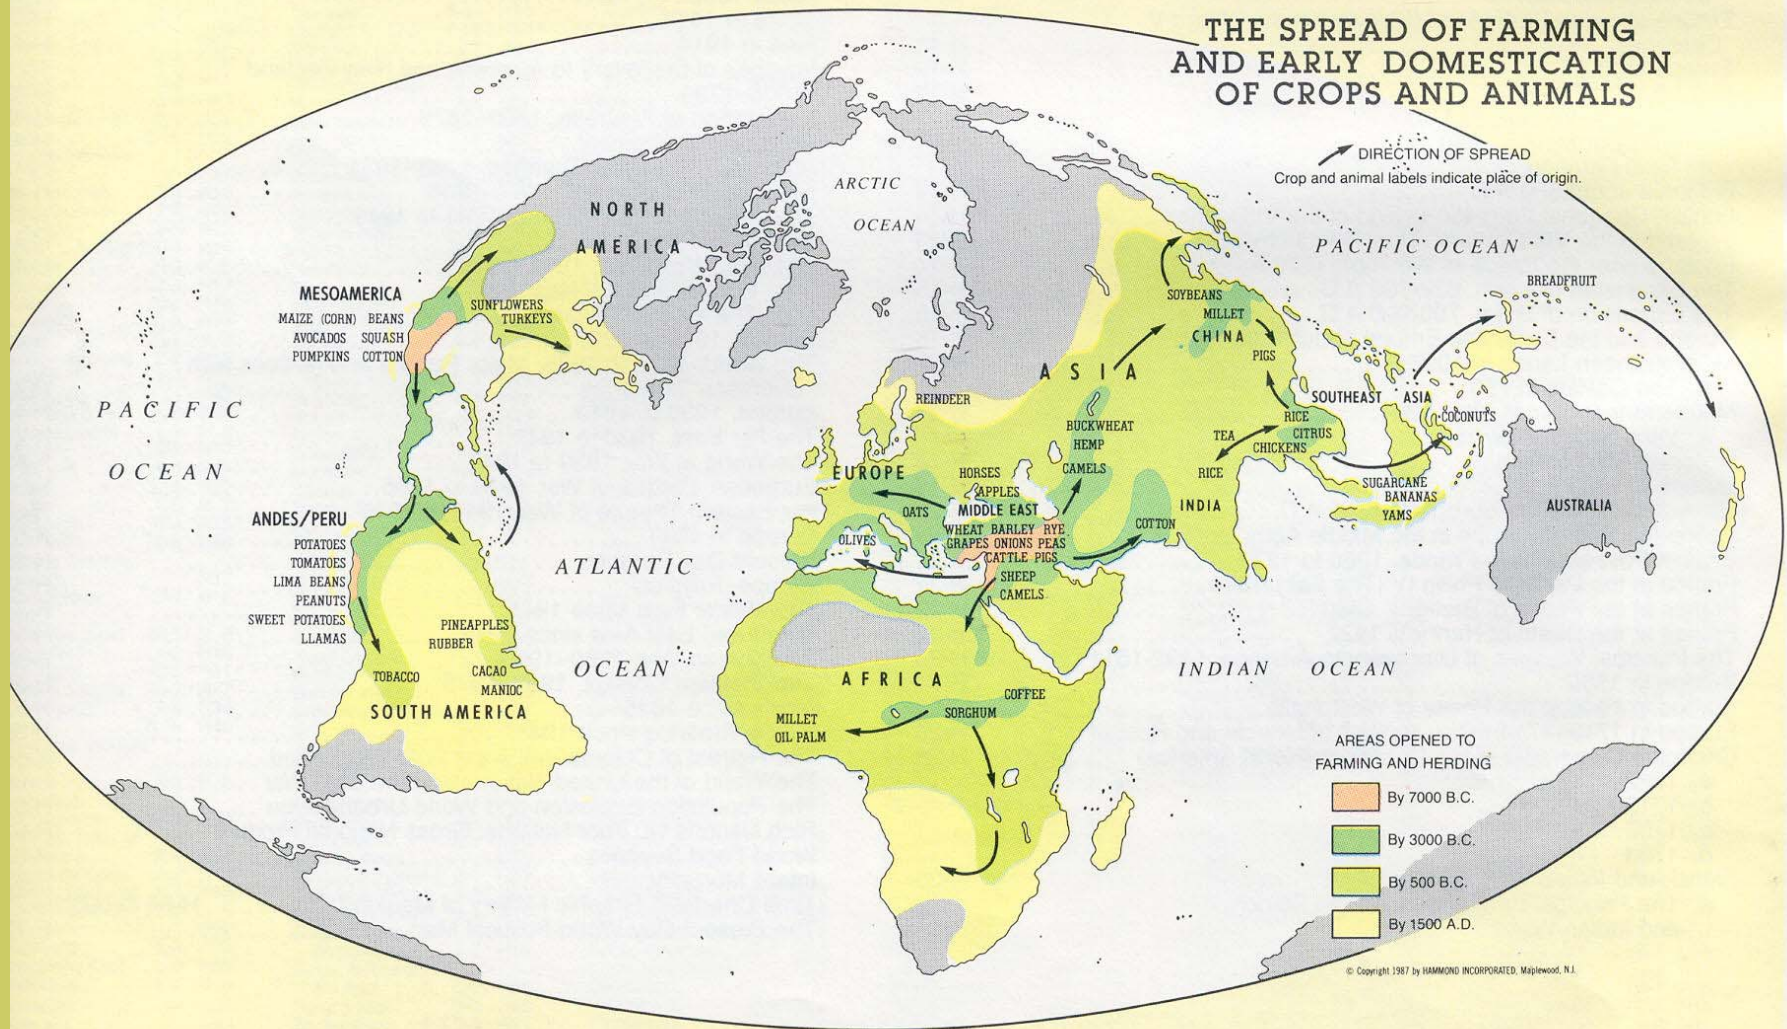 THE SPREAD OF FARMING
AND EARLY DOMESTICATION
OF CROPS AND ANIMALS
DIRECTION OF SPREAD
Crop and animal labels indicate place of origin.
ARCTIC
OCEAN
NORTH
AMERICA
PACIFIC OCEAN
BREADFRUIT
MESOAMERICA
MAIZE (CORN) BEANS
AVOCADOS SQUASH
PUMPKINS COTTON
SUNFLOWERS
TURKEYS
SOYBEANS
MILLET
CHINA
PIGS
ASIA
REINDEER
SOUTHEAST ASIA
COCONUTS
RICE
CITRUS
CHICKENS
TEA
RICE
BUCKWHEAT
HEMP
CAMELS
PACIFIC
OCEAN
EUROPE
HORSES
APPLES
MIDDLE EAST
OATS
WHEAT BARLEY RYE
GRAPES ONIONS PEAS
CATTLE PIGS
SHEEP
CAMELS
OLIVES
COTTON
INDIA
SUGARCANE
BANANAS
YAMS
AUSTRALIA
ANDES/PERU
POTATOES
TOMATOES
LIMA BEANS
PEANUTS
SWEET POTATOES
LLAMAS
ATLANTIC
OCEAN
PINEAPPLES
RUBBER
TOBACCO
CACAO
MANIOC
SOUTH AMERICA
AFRICA
COFFEE
SORGHUM
MILLET
OIL PALM
INDIAN OCEAN
AREAS OPENED TO
FARMING AND HERDING
By 7000 B.C.
By 3000 B.C.
By 500 B.C.
By 1500 A.D.
© Copyright 1987 by HAMMOND INCORPORATED, Maplewood, N.J.